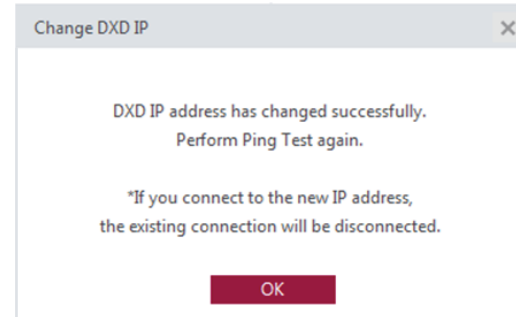 Change DXD IP
DXD IP address has changed successfully.
Perform Ping Test again.
*If you connect to the new IP address,
the existing connection will be disconnected.
OK